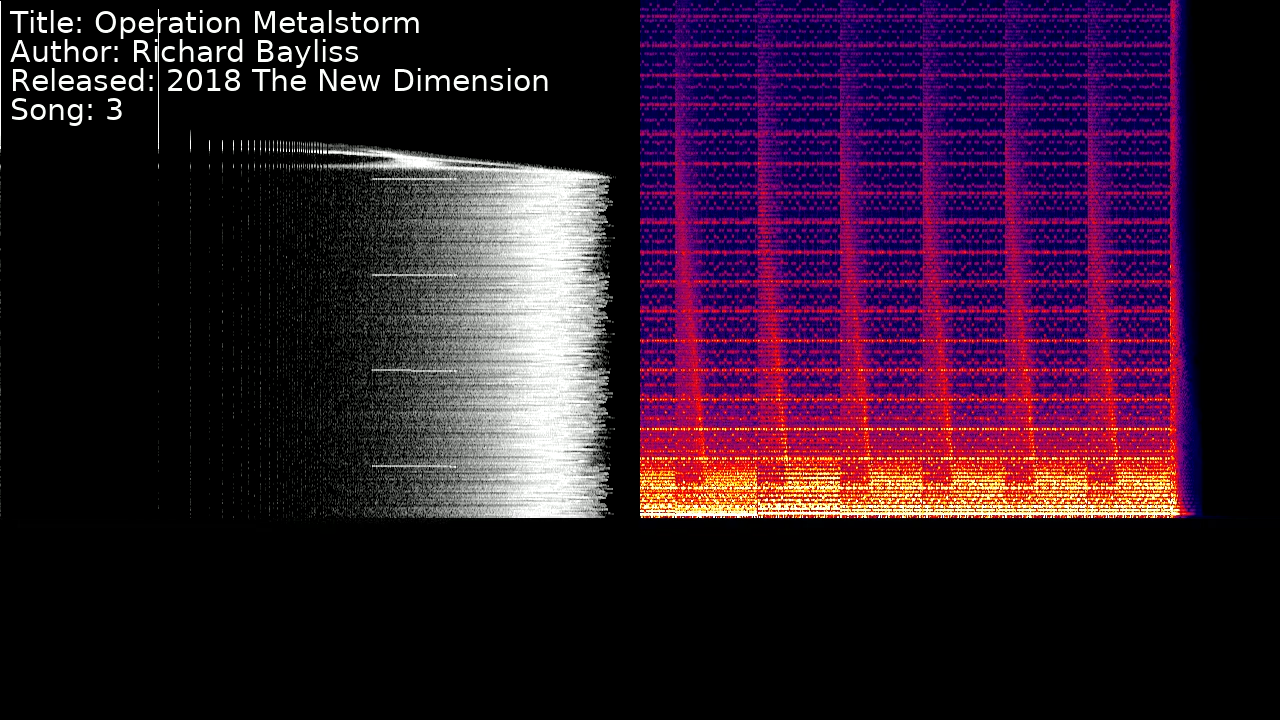 Title: Operation Metalstorm
Author: Richard Bayliss
Released: 2018 The New Dimension
Song: 3